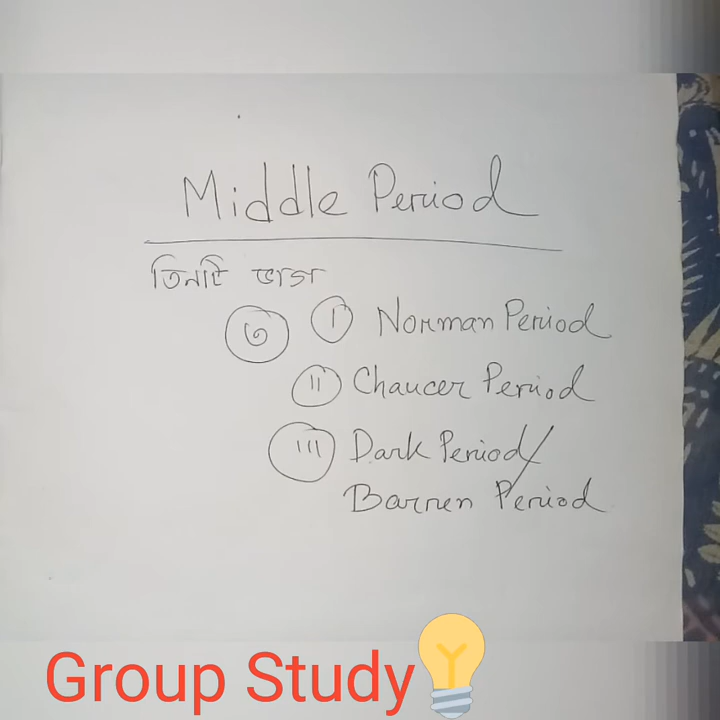 Middle Period
তিনটি ভাগ
৩ I Norman Period
II Chaucer Period
III Dark Period/
Barren Period
Group Study